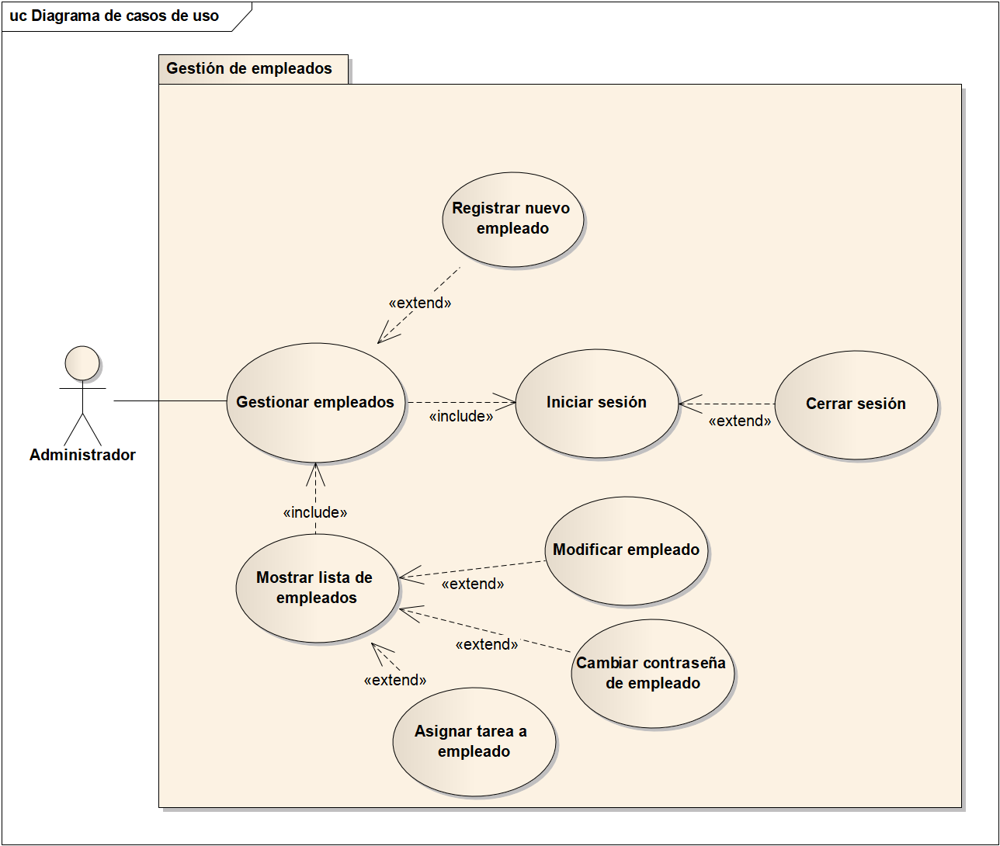 uc Diagrama de casos de uso
Gestión de empleados
Registrar nuevo
empleado
«extend»
Gestionar empleados
«include»
Iniciar sesión
«extend»
Cerrar sesión
Administrador
«include»
Mostrar lista de
empleados
«extend»
Modificar empleado
«extend»
Cambiar contraseña
de empleado
«extend»
Asignar tarea a
empleado